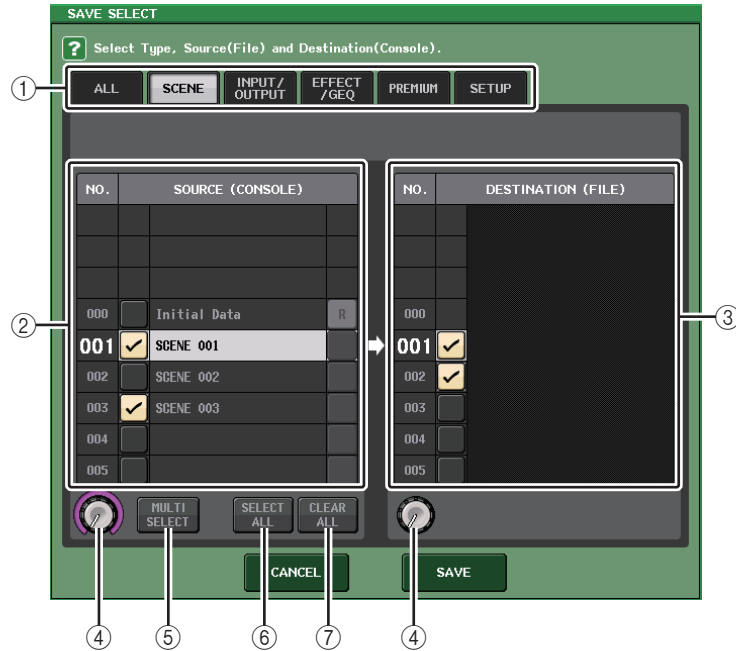 SAVE SELECT
? Select Type, Source(File) and Destination(Console).
① ALL SCENE INPUT/OUTPUT EFFECT/GEQ PREMIUM SETUP
NO. SOURCE (CONSOLE) NO. DESTINATION (FILE)
② ③
000 Initial Data R 000
001 SCENE 001 001
002 SCENE 002 002
003 SCENE 003 003
004 004
005 005
MULTI SELECT SELECT ALL CLEAR ALL
CANCEL SAVE
④ ⑤ ⑥ ⑦ ④